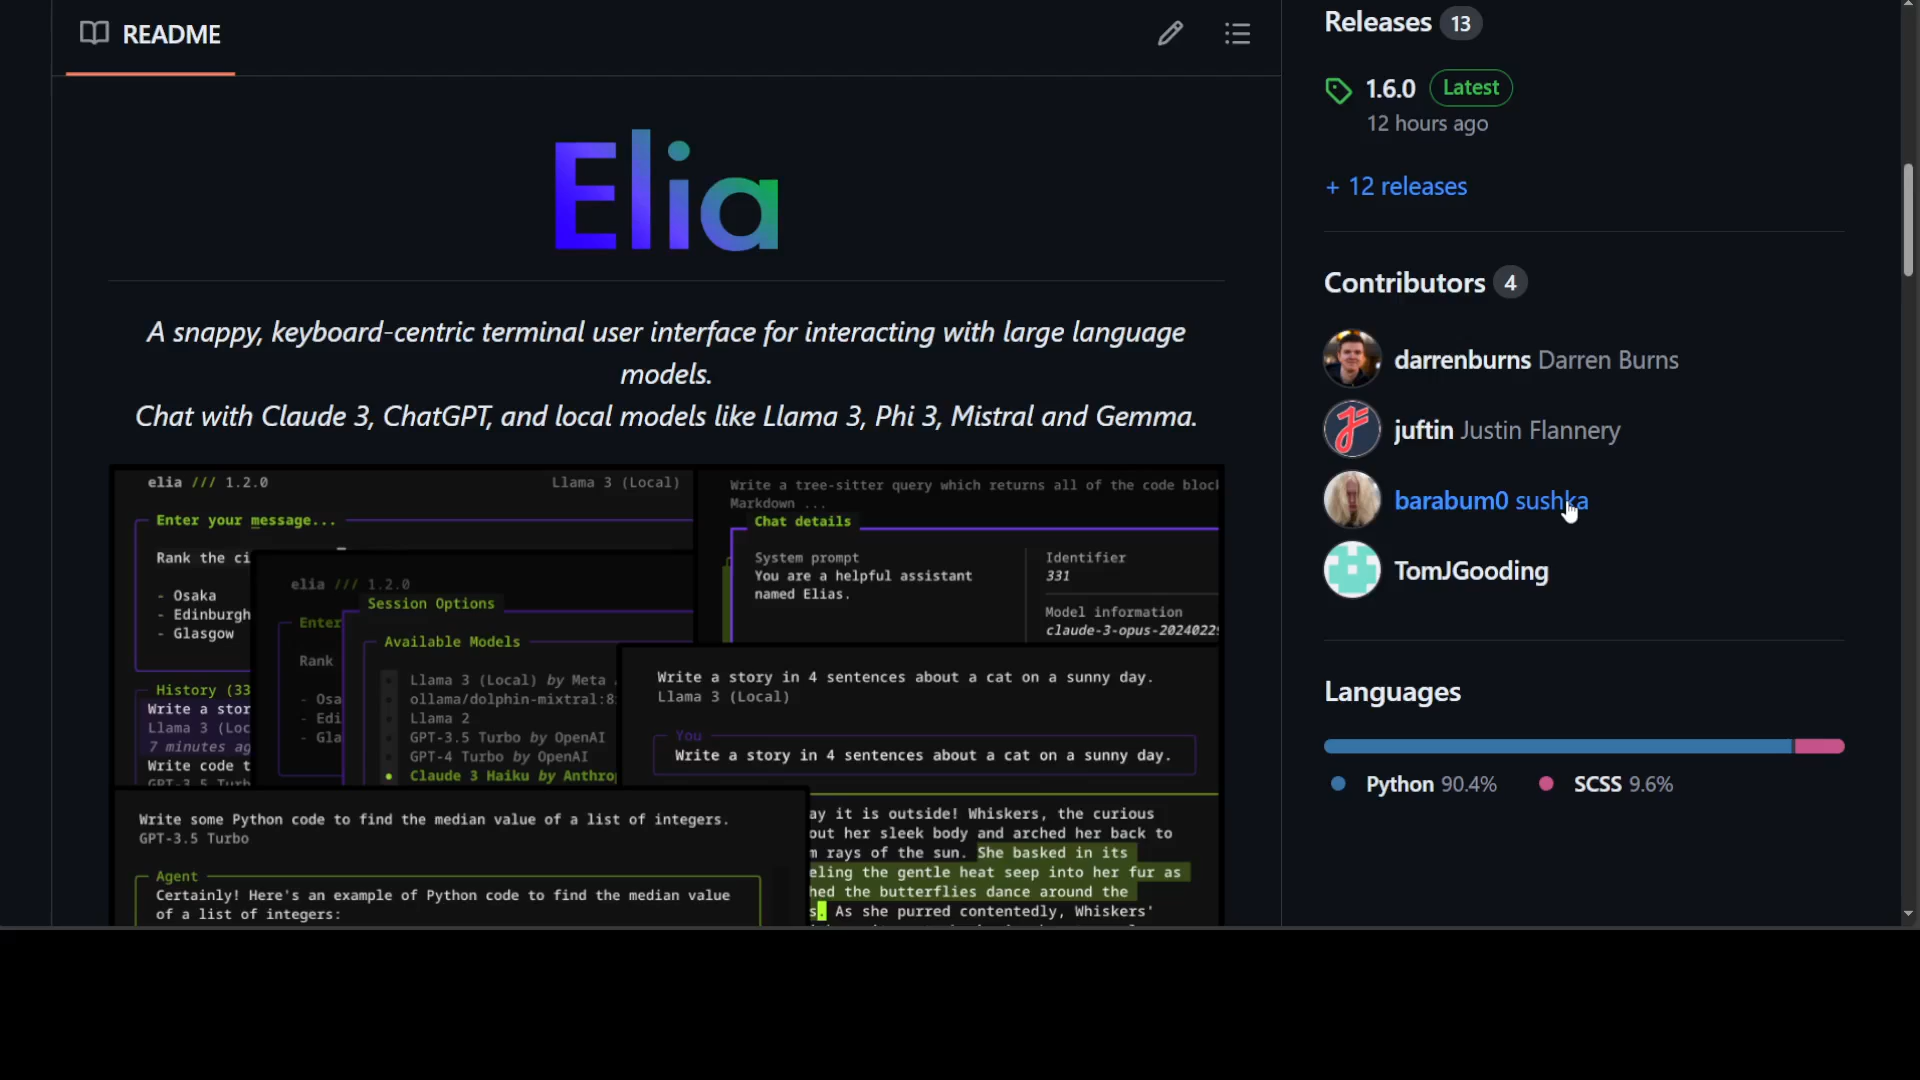 README
Elia
A snappy, keyboard-centric terminal user interface for interacting with large language
models.
Chat with Claude 3, ChatGPT, and local models like Llama 3, Phi 3, Mistral and Gemma.
elia /// 1.2.0
Llama 3 (Local)
Enter your message...
Rank the ci
- Osaka
- Edinburgh
- Glasgow
History (33
Write a stor
Llama 3 (Loc
7 minutes ag
Write code t
GPT-3.5 Turb
elia /// 1.2.0
Session Options
Enter
Available Models
Rank
- Osa
- Edi
- Gla
Llama 3 (Local) by Meta
ollama/dolphin-mixtral:8
Llama 2
GPT-3.5 Turbo by OpenAI
GPT-4 Turbo by OpenAI
Claude 3 Haiku by Anthro
Write a tree-sitter query which returns all of the code bloc
Markdown ...
Chat details
System prompt
You are a helpful assistant
named Elias.
Identifier
331
Model information
claude-3-opus-2024022
Write a story in 4 sentences about a cat on a sunny day.
Llama 3 (Local)
You
Write a story in 4 sentences about a cat on a sunny day.
ay it is outside! Whiskers, the curious
out her sleek body and arched her back to
m rays of the sun. She basked in its
eling the gentle heat seep into her fur as
hed the butterflies dance around the
s. As she purred contentedly, Whiskers'
Write some Python code to find the median value of a list of integers.
GPT-3.5 Turbo
Agent
Certainly! Here's an example of Python code to find the median value
of a list of integers:
Releases 13
1.6.0 Latest
12 hours ago
+ 12 releases
Contributors 4
darrenburns Darren Burns
juftin Justin Flannery
barabum0 sushka
TomJGooding
Languages
Python 90.4% SCSS 9.6%